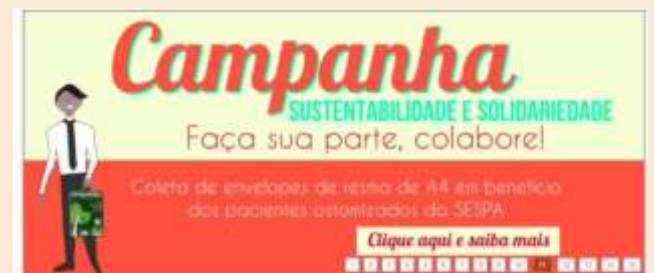 Campanha
SUSTENTABILIDADE E SOLIDARIEDADE
Faça sua parte, colabore!
Coleta de envelopes de resma de A4 em benefício
dos pacientes ostomizados da SESPA
Clique aqui e saiba mais